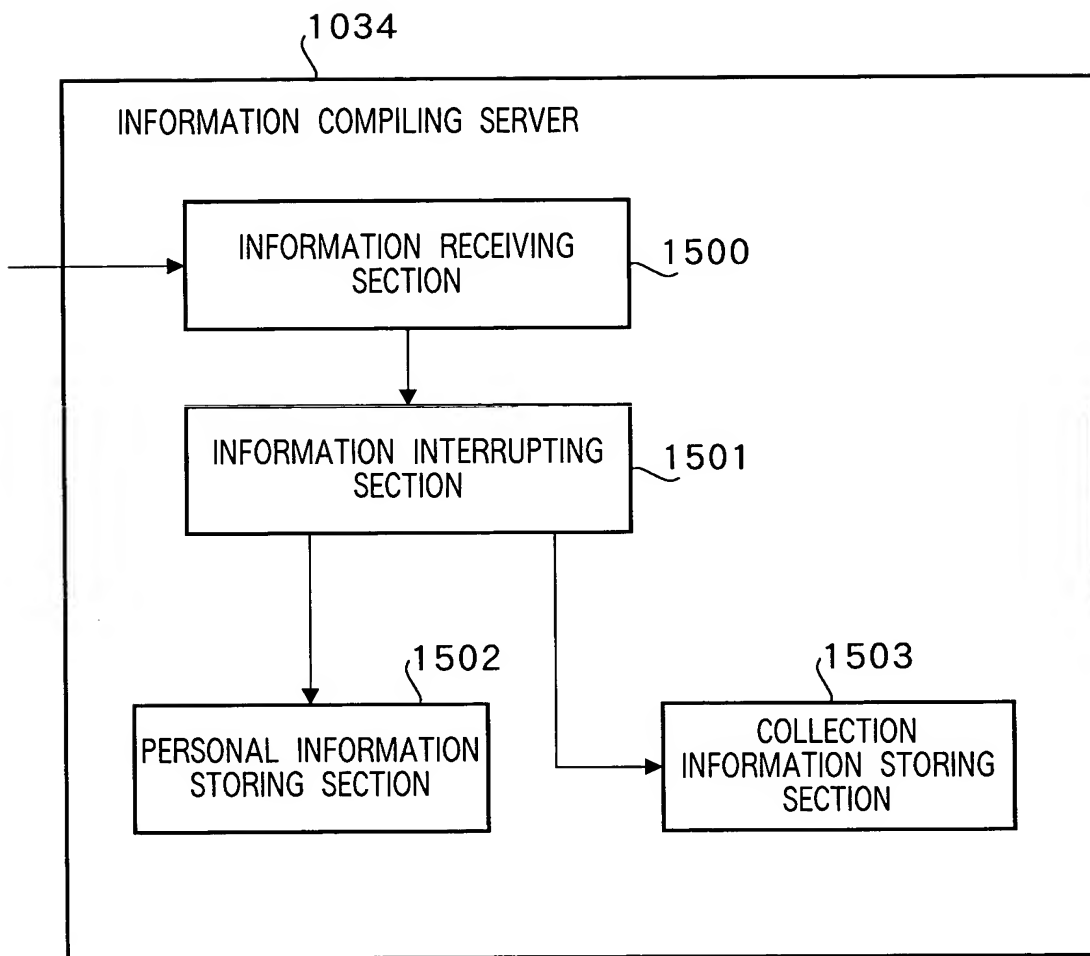 1034
INFORMATION COMPILING SERVER
INFORMATION RECEIVING
SECTION
1500
INFORMATION INTERRUPTING
SECTION
1501
1502
PERSONAL INFORMATION
STORING SECTION
1503
COLLECTION
INFORMATION STORING
SECTION